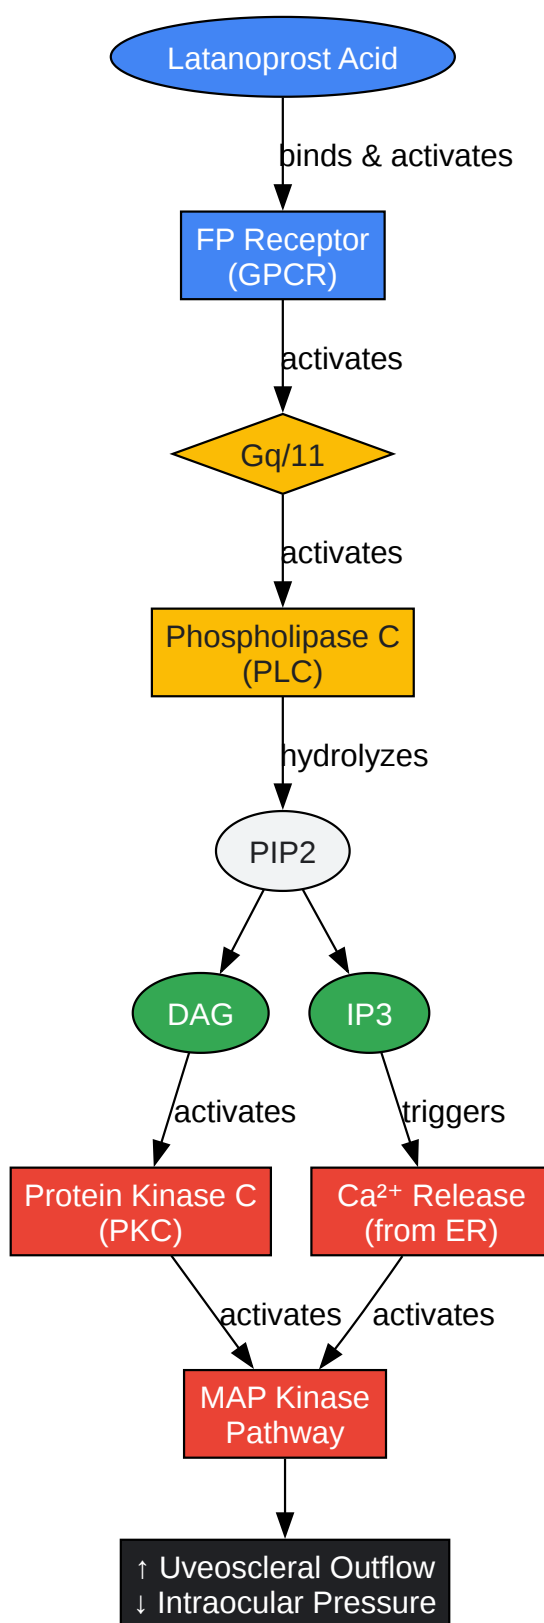 Latanoprost Acid
binds & activates
FP Receptor
(GPCR)
activates
Gq/11
activates
Phospholipase C
(PLC)
hydrolyzes
PIP2
DAG
IP3
activates
triggers
Protein Kinase C
(PKC)
Ca²⁺ Release
(from ER)
activates
activates
MAP Kinase
Pathway
↑ Uveoscleral Outflow
↓ Intraocular Pressure